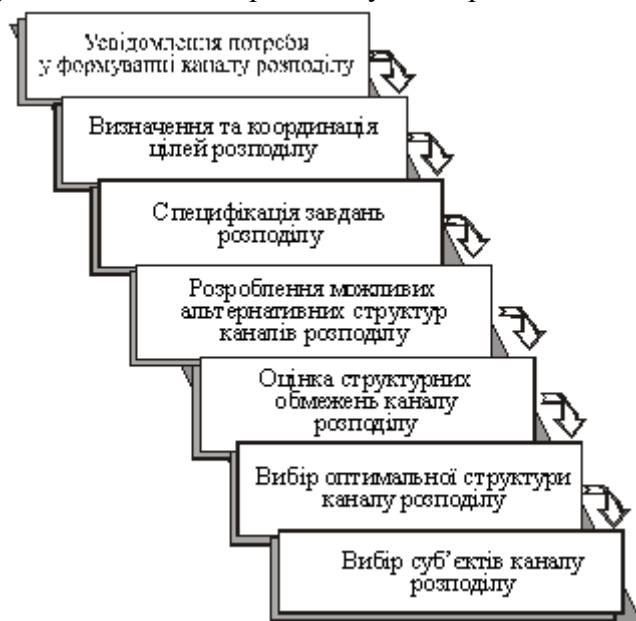 Усвідомлення потреби
у формуванні каналу розподілу
Визначення та координація
цілей розподілу
Специфікація завдань
розподілу
Розроблення можливих
альтернативних структур
каналів розподілу
Оцінка структурних
обмежень каналу
розподілу
Вибір оптимальної структури
каналу розподілу
Вибір суб’єктів каналу
розподілу